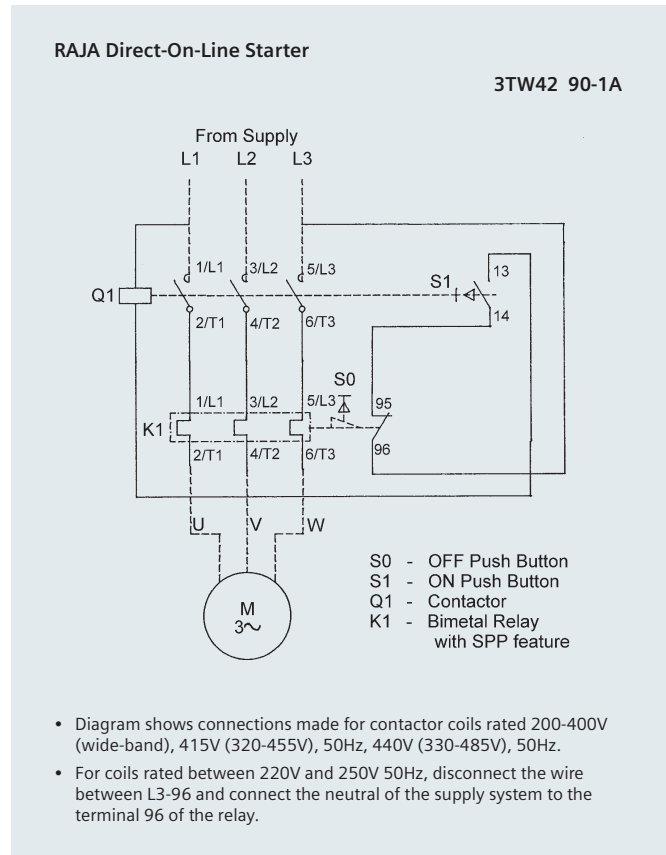 RAJA Direct-On-Line Starter
3TW42 90-1A
From Supply
L1 L2 L3
1/L1 3/L2 5/L3
13
S1
Q1
14
2/T1 4/T2 6/T3
S0
1/L1 3/L2 5/L3
95
K1
96
2/T1 4/T2 6/T3
U V W
M
3~
S0 - OFF Push Button
S1 - ON Push Button
Q1 - Contactor
K1 - Bimetal Relay
with SPP feature
• Diagram shows connections made for contactor coils rated 200-400V
(wide-band), 415V (320-455V), 50Hz, 440V (330-485V), 50Hz.
• For coils rated between 220V and 250V 50Hz, disconnect the wire
between L3-96 and connect the neutral of the supply system to the
terminal 96 of the relay.